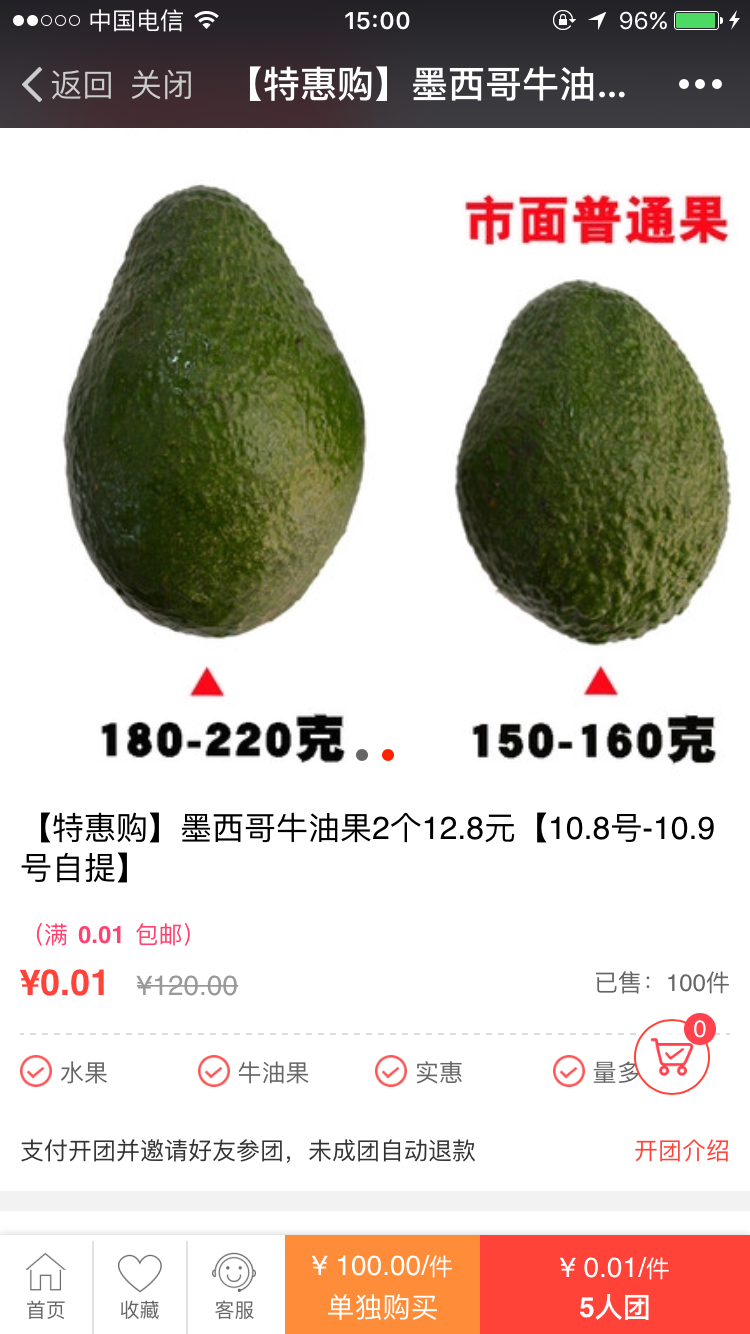 中国电信 15:00 96%
返回 关闭 【特惠购】墨西哥牛油...
市面普通果
180-220克 150-160克
【特惠购】墨西哥牛油果2个12.8元【10.8号-10.9
号自提】
（满 0.01 包邮）
¥0.01 ¥120.00 已售：100件
0
水果 牛油果 实惠 量多
支付开团并邀请好友参团，未成团自动退款 开团介绍
首页 收藏 客服
¥ 100.00/件
单独购买
¥ 0.01/件
5人团